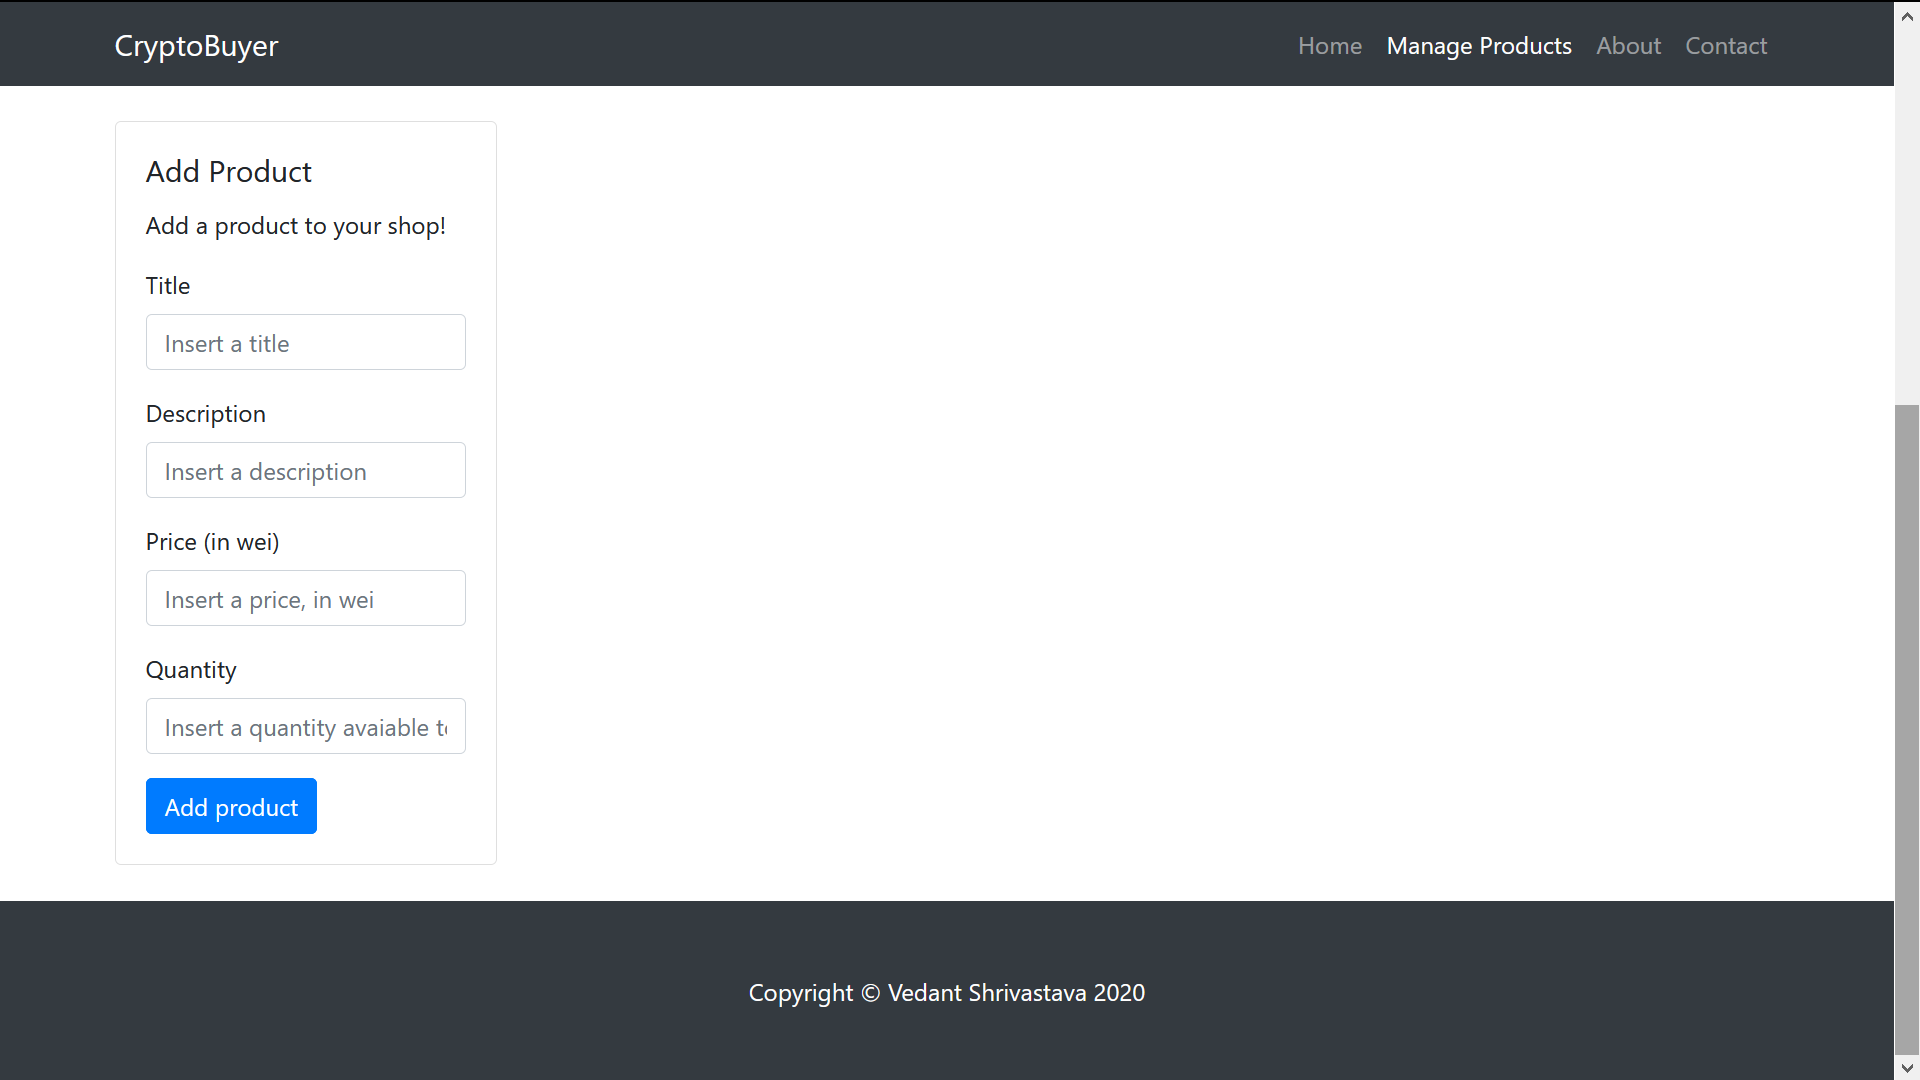 CryptoBuyer
Home Manage Products About Contact
Add Product
Add a product to your shop!
Title
Insert a title
Description
Insert a description
Price (in wei)
Insert a price, in wei
Quantity
Insert a quantity avaiable
Add product
Copyright © Vedant Shrivastava 2020